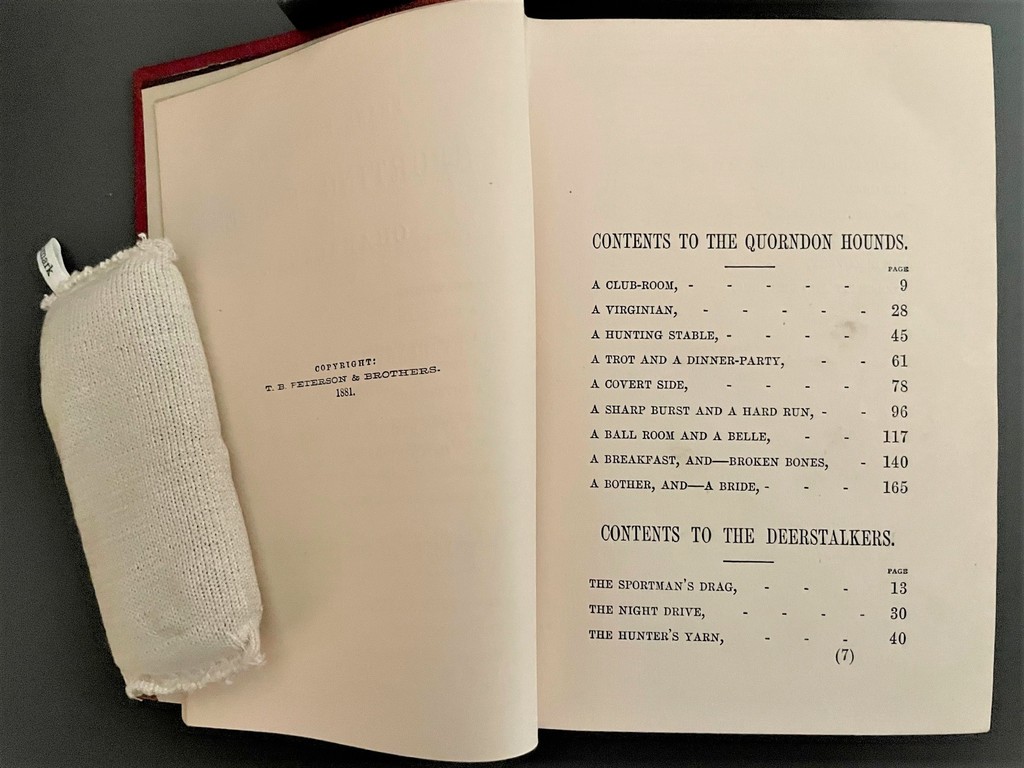 mark
COPYRIGHT:
T. B. PETERSON & BROTHERS.
1881.
CONTENTS TO THE QUORNDON HOUNDS.
PAGE
A CLUB-ROOM, - - - - - 9
A VIRGINIAN, - - - - - 28
A HUNTING STABLE, - - - - 45
A TROT AND A DINNER-PARTY, - - 61
A COVERT SIDE, - - - - 78
A SHARP BURST AND A HARD RUN, - - 96
A BALL ROOM AND A BELLE, - - 117
A BREAKFAST, AND—BROKEN BONES, - 140
A BOTHER, AND—A BRIDE, - - - 165
CONTENTS TO THE DEERSTALKERS.
PAGE
THE SPORTMAN'S DRAG, - - - 13
THE NIGHT DRIVE, - - - - 30
THE HUNTER'S YARN, - - - 40
(7)